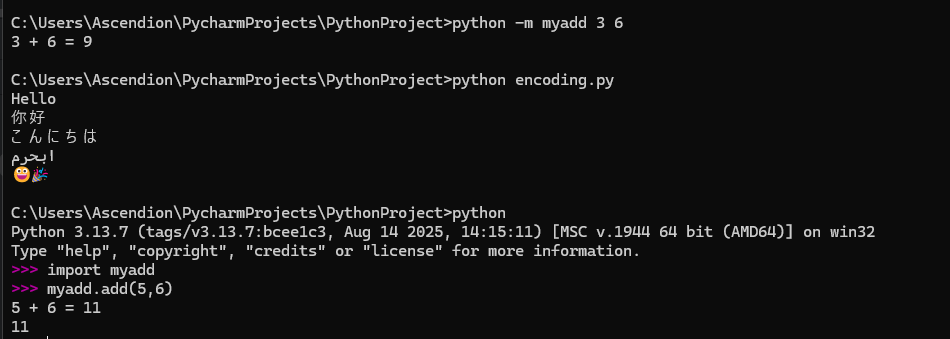 C:\Users\Ascendion\PycharmProjects\PythonProject>python -m myadd 3 6
3 + 6 = 9
C:\Users\Ascendion\PycharmProjects\PythonProject>python encoding.py
Hello
你好
こんにちは
ابحرم
😀🎉
C:\Users\Ascendion\PycharmProjects\PythonProject>python
Python 3.13.7 (tags/v3.13.7:bcee1c3, Aug 14 2025, 14:15:11) [MSC v.1944 64 bit (AMD64)] on win32
Type "help", "copyright", "credits" or "license" for more information.
>>> import myadd
>>> myadd.add(5,6)
5 + 6 = 11
11